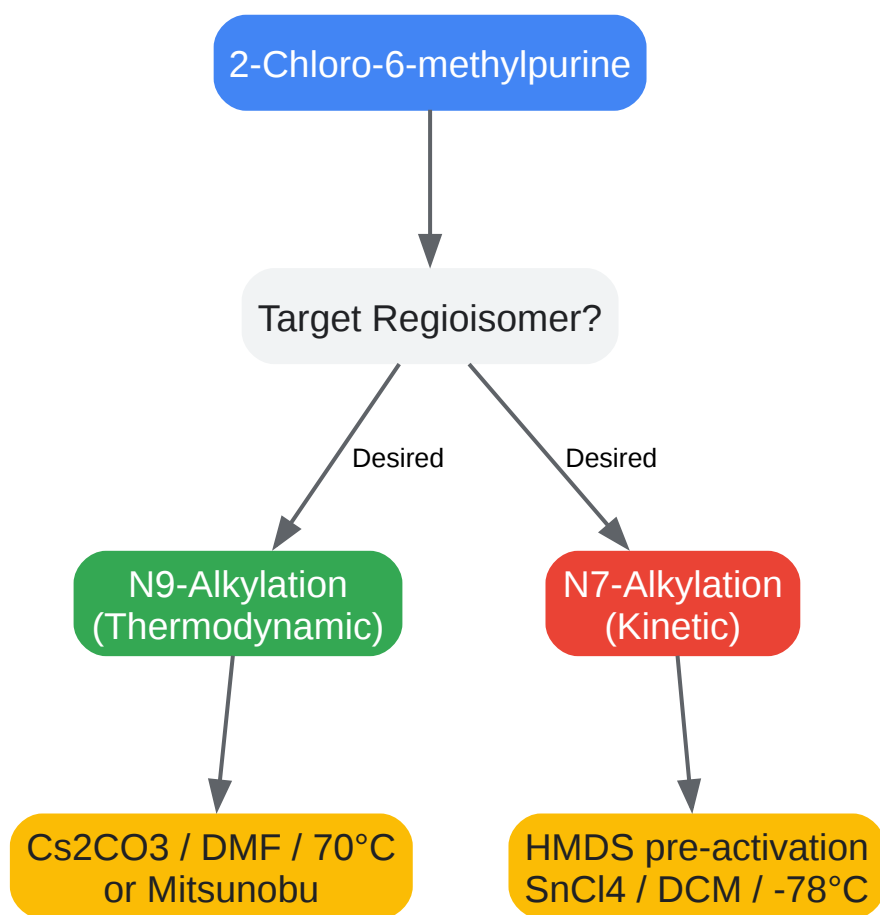 2-Chloro-6-methylpurine
Target Regioisomer?
Desired
Desired
N9-Alkylation
(Thermodynamic)
N7-Alkylation
(Kinetic)
Cs2CO3 / DMF / 70°C
or Mitsunobu
HMDS pre-activation
SnCl4 / DCM / -78°C